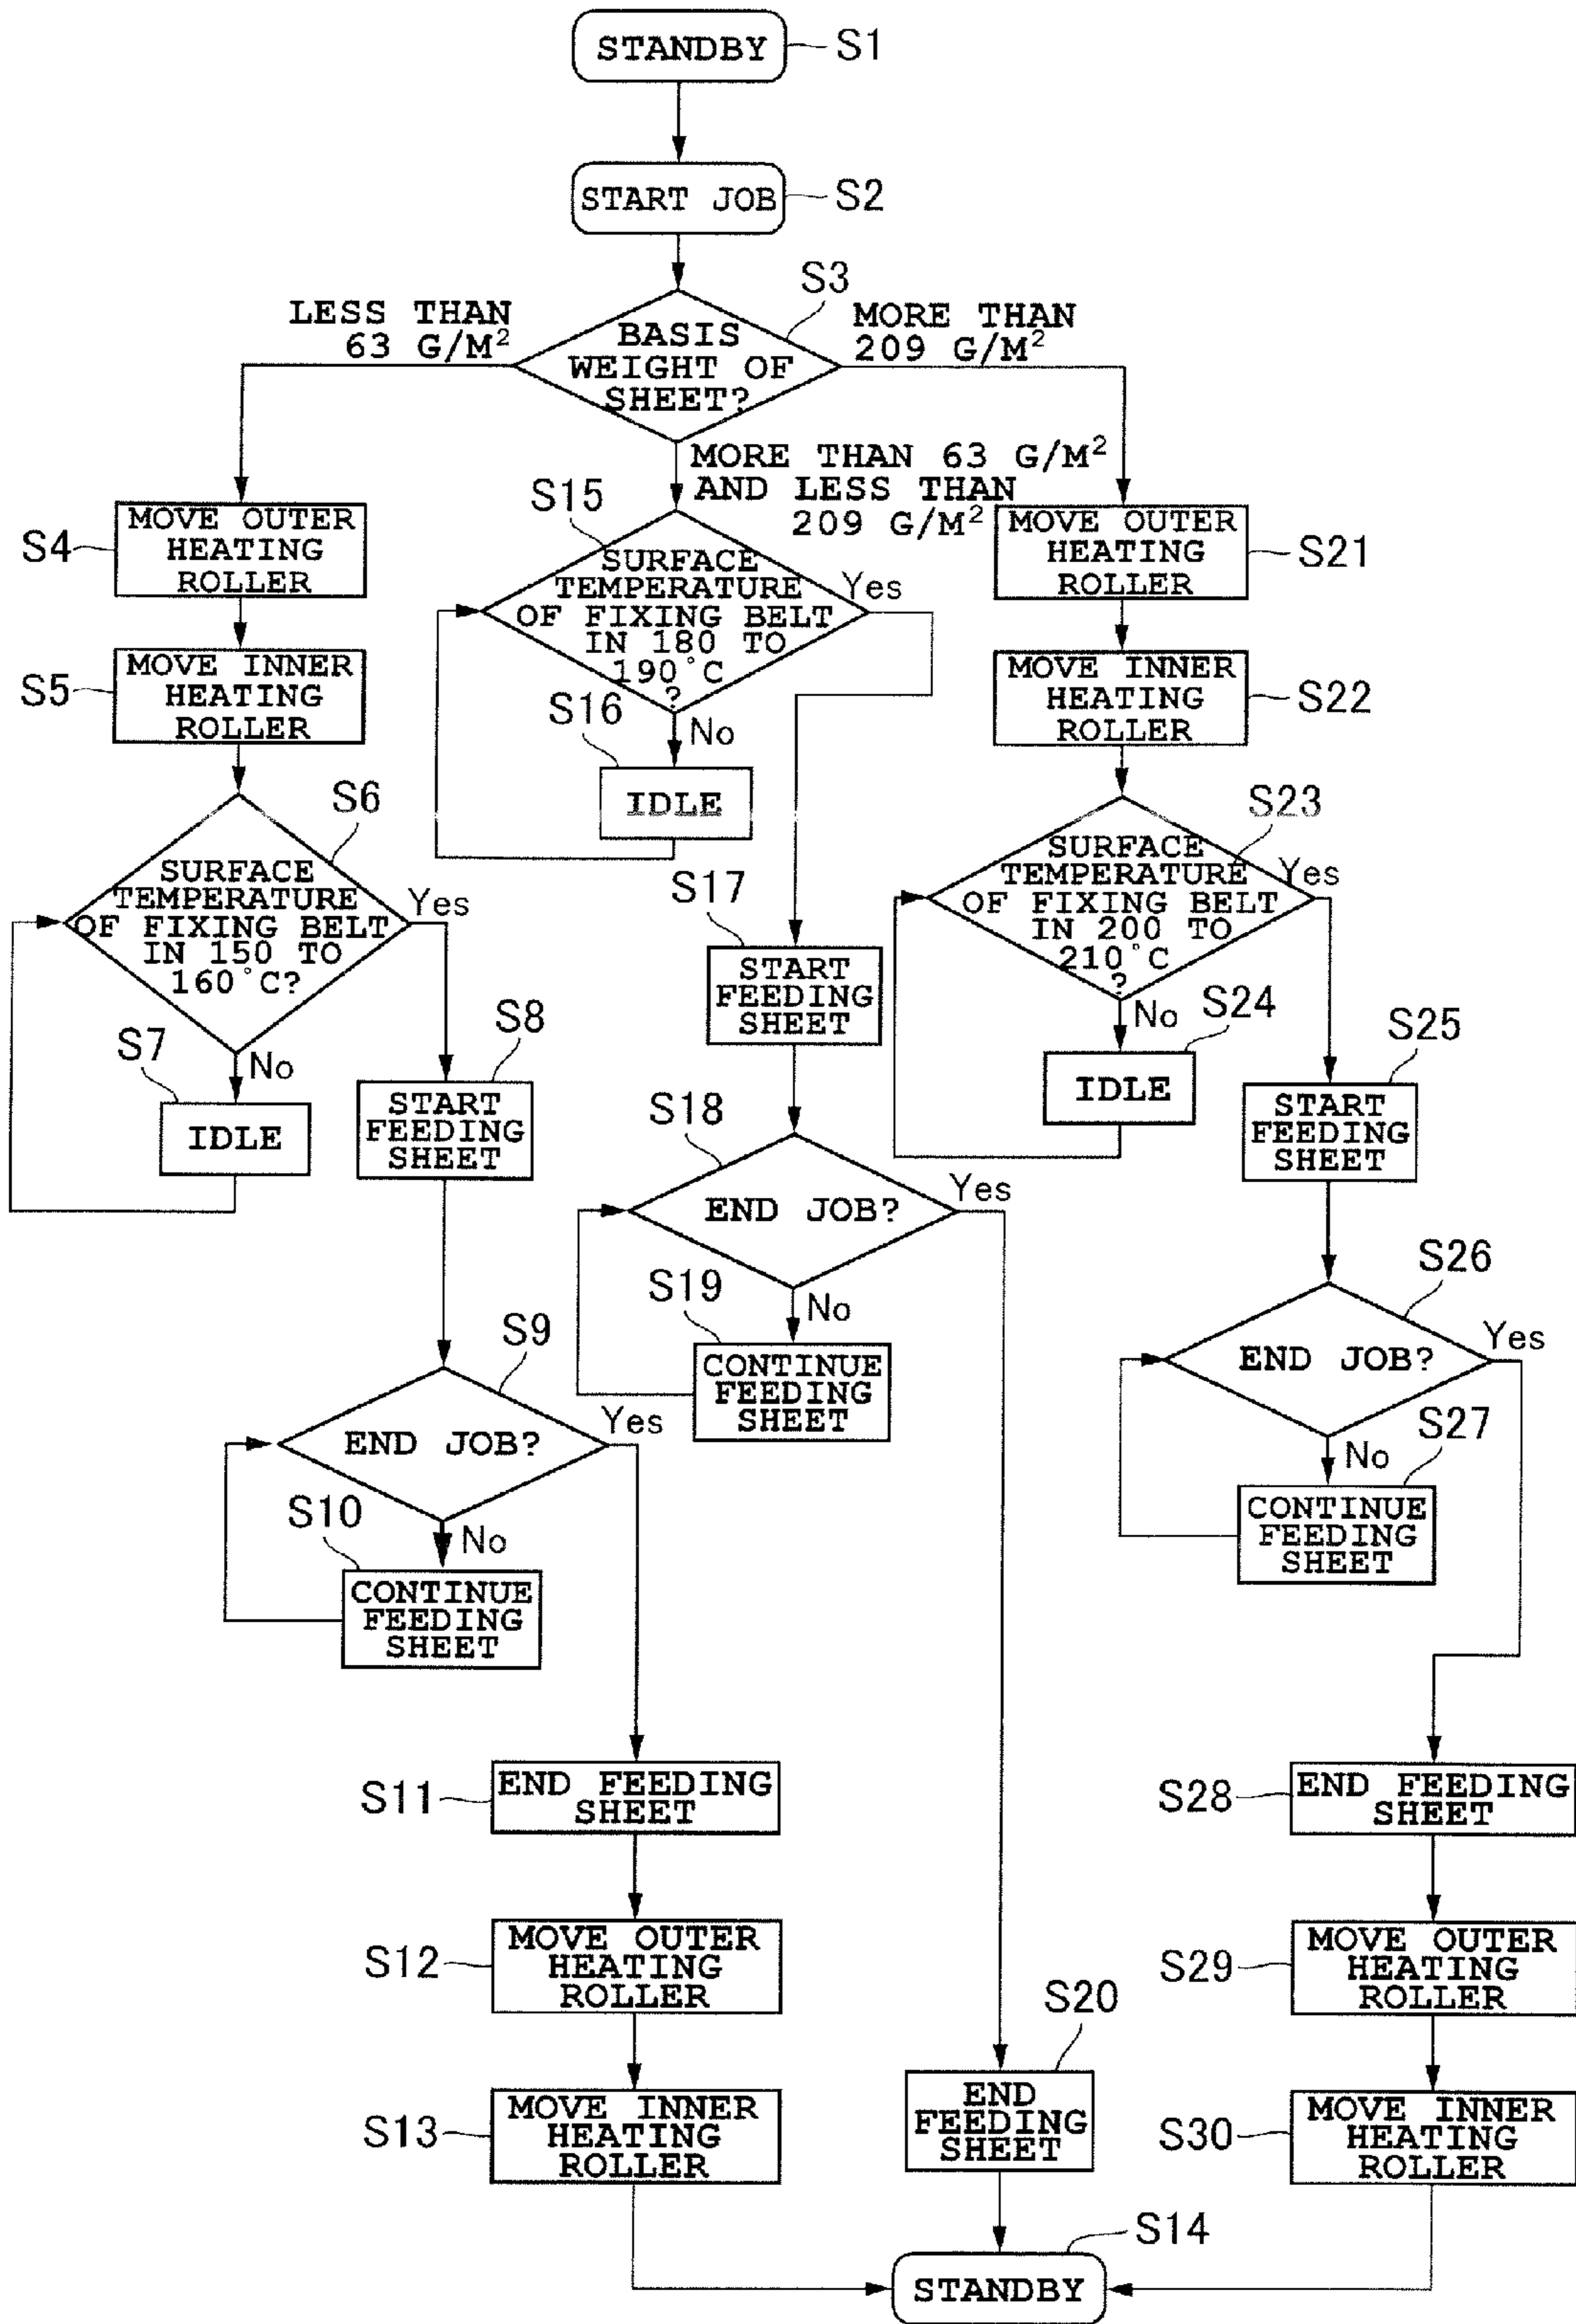 STANDBY
S1
START JOB
S2
S3
LESS THAN
63 G/M²
BASIS
WEIGHT OF
SHEET?
MORE THAN
209 G/M²
MORE THAN 63 G/M²
AND LESS THAN
209 G/M²
S4
MOVE OUTER
HEATING
ROLLER
S5
MOVE INNER
HEATING
ROLLER
S6
SURFACE
TEMPERATURE
OF FIXING BELT
IN 150 TO
160°C?
Yes
No
S7
IDLE
S8
START
FEEDING
SHEET
S9
END JOB?
Yes
No
S10
CONTINUE
FEEDING
SHEET
S11
END FEEDING
SHEET
S12
MOVE OUTER
HEATING
ROLLER
S13
MOVE INNER
HEATING
ROLLER
S15
SURFACE
TEMPERATURE
OF FIXING BELT
IN 180 TO
190°C
?
Yes
No
S16
IDLE
S17
START
FEEDING
SHEET
S18
END JOB?
Yes
No
S19
CONTINUE
FEEDING
SHEET
S20
END
FEEDING
SHEET
MOVE OUTER
HEATING
ROLLER
S21
MOVE INNER
HEATING
ROLLER
S22
S23
SURFACE
TEMPERATURE
OF FIXING BELT
IN 200 TO
210°C
?
Yes
No
S24
IDLE
S25
START
FEEDING
SHEET
S26
END JOB?
Yes
No
S27
CONTINUE
FEEDING
SHEET
S28
END FEEDING
SHEET
S29
MOVE OUTER
HEATING
ROLLER
S30
MOVE INNER
HEATING
ROLLER
S14
STANDBY